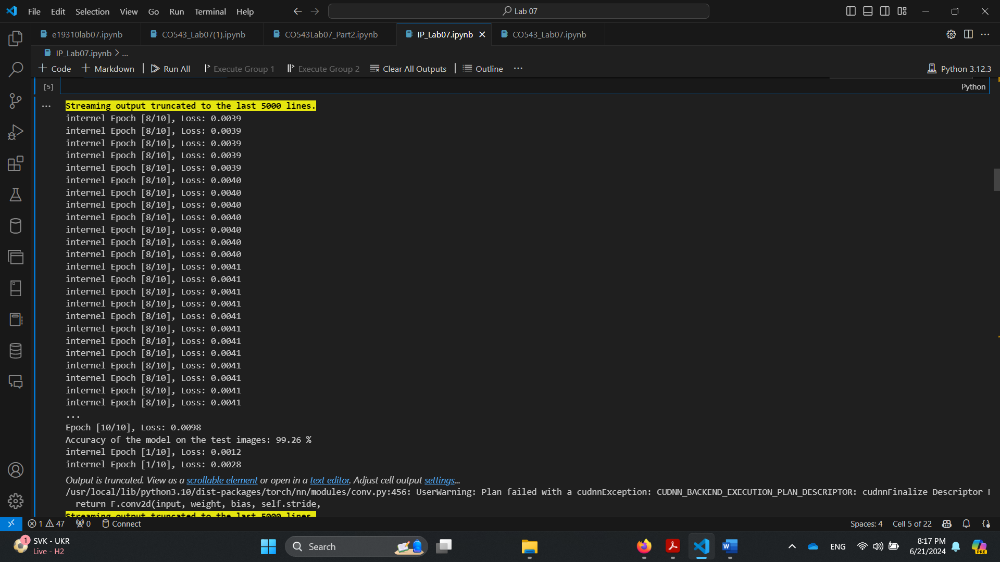 File Edit Selection View Go Run Terminal Help Lab 07
e19310lab07.ipynb CO543_Lab07(1).ipynb CO543Lab07_Part2.ipynb IP_Lab07.ipynb CO543_Lab07.ipynb
IP_Lab07.ipynb > ...
+ Code + Markdown | Run All Execute Group 1 Execute Group 2 Clear All Outputs | Outline ... Python 3.12.3
[5] Python
Streaming output truncated to the last 5000 lines.
internel Epoch [8/10], Loss: 0.0039
internel Epoch [8/10], Loss: 0.0039
internel Epoch [8/10], Loss: 0.0039
internel Epoch [8/10], Loss: 0.0039
internel Epoch [8/10], Loss: 0.0039
internel Epoch [8/10], Loss: 0.0040
internel Epoch [8/10], Loss: 0.0040
internel Epoch [8/10], Loss: 0.0040
internel Epoch [8/10], Loss: 0.0040
internel Epoch [8/10], Loss: 0.0040
internel Epoch [8/10], Loss: 0.0040
internel Epoch [8/10], Loss: 0.0040
internel Epoch [8/10], Loss: 0.0041
internel Epoch [8/10], Loss: 0.0041
internel Epoch [8/10], Loss: 0.0041
internel Epoch [8/10], Loss: 0.0041
internel Epoch [8/10], Loss: 0.0041
internel Epoch [8/10], Loss: 0.0041
internel Epoch [8/10], Loss: 0.0041
internel Epoch [8/10], Loss: 0.0041
internel Epoch [8/10], Loss: 0.0041
internel Epoch [8/10], Loss: 0.0041
internel Epoch [8/10], Loss: 0.0041
internel Epoch [8/10], Loss: 0.0041
...
Epoch [10/10], Loss: 0.0098
Accuracy of the model on the test images: 99.26 %
internel Epoch [1/10], Loss: 0.0012
internel Epoch [1/10], Loss: 0.0028
Output is truncated. View as a scrollable element or open in a text editor. Adjust cell output settings...
/usr/local/lib/python3.10/dist-packages/torch/nn/modules/conv.py:456: UserWarning: Plan failed with a cudnnException: CUDNN_BACKEND_EXECUTION_PLAN_DESCRIPTOR: cudnnFinalize Descriptor
return F.conv2d(input, weight, bias, self.stride,
Streaming output truncated to the last 5000 lines.
1 47 0 Connect Spaces: 4 Cell 5 of 22
1 SVK - UKR
Live - H2
Search
ENG
8:17 PM
6/21/2024
PRE